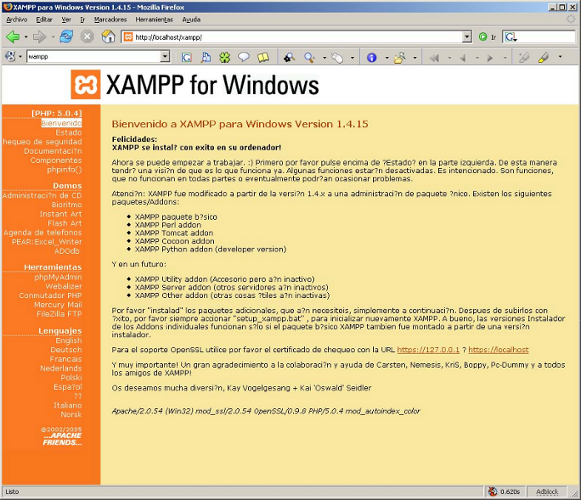 XAMPP para Windows Version 1.4.15 - Mozilla Firefox
Archivo Editar Ver Ir Marcadores Herramientas Ayuda
http://localhost/xampp/
Ir
wampp
XAMPP for Windows
[PHP: 5.0.4]
Bienvenido
Estado
hequeo de seguridad
Documentaci?n
Componentes
phpinfo()
Demos
Administraci?n de CD
Bioritmo
Instant Art
Flash Art
Agenda de telefonos
PEAR:Excel_Writer
ADOdb
Herramientas
phpMyAdmin
Webalizer
Conmutador PHP
Mercury Mail
FileZilla FTP
Lenguajes
English
Deutsch
Francais
Nederlands
Polski
Espa?ol
??
Italiano
Norsk
©2002/2005
...APACHE
FRIENDS...
Bienvenido a XAMPP para Windows Version 1.4.15
Felicidades:
XAMPP se instal? con exito en su ordenador!
Ahora se puede empezar a trabajar. :) Primero por favor pulse encima de ?Estado? en la parte izquierda. De esta manera
tendr? una visi?n de que es lo que funciona ya. Algunas funciones estar?n desactivadas. Es intencionado. Son funciones,
que no funcionan en todas partes o eventualmente podr?an ocasionar problemas.
Atenci?n: XAMPP fue modificado a partir de la versi?n 1.4.x a una administraci?n de paquete ?nico. Existen los siguientes
paquetes/Addons:
XAMPP paquete b?sico
XAMPP Perl addon
XAMPP Tomcat addon
XAMPP Cocoon addon
XAMPP Python addon (developer version)
Y en un futuro:
XAMPP Utility addon (Accesorio pero a?n inactivo)
XAMPP Server addon (otros servidores a?n inactivos)
XAMPP Other addon (otras cosas ?tiles a?n inactivas)
Por favor "instalad" los paquetes adicionales, que a?n necesiteis, simplemente a continuaci?n. Despues de subirlos con
?xito, por favor siempre accionar "setup_xampp.bat" , para inicializar nuevamente XAMPP. A bueno, las versiones Instalador
de los Addons individuales funcionan s?lo si el paquete b?sico XAMPP tambien fue montado a partir de una versi?n
instalador.
Para el soporte OpenSSL utilice por favor el certificado de chequeo con la URL https://127.0.0.1 ? https://localhost
Y muy importante! Un gran agradecimiento a la colaboraci?n y ayuda de Carsten, Nemesis, KriS, Boppy, Pc-Dummy y a todos
los amigos de XAMPP!
Os deseamos mucha diversi?n, Kay Vogelgesang + Kai 'Oswald' Seidler
Apache/2.0.54 (Win32) mod_ssl/2.0.54 OpenSSL/0.9.8 PHP/5.0.4 mod_autoindex_color
Listo
0.620s
Adblock